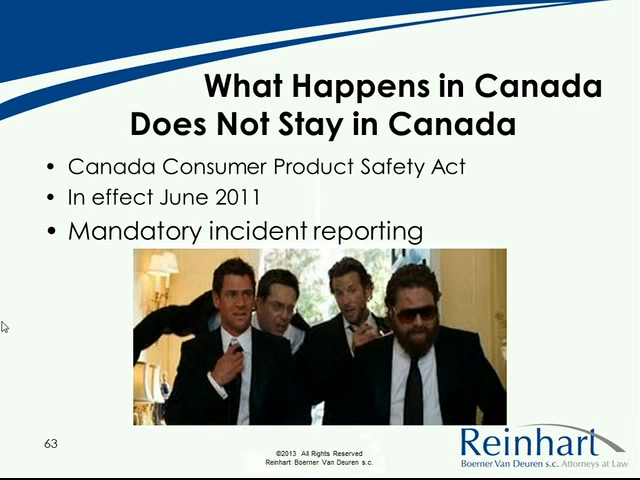 What Happens in Canada
Does Not Stay in Canada
• Canada Consumer Product Safety Act
• In effect June 2011
• Mandatory incident reporting
63
©2013 All Rights Reserved
Reinhart Boerner Van Deuren s.c.
Reinhart
Boerner Van Deuren s.c. Attorneys at Law